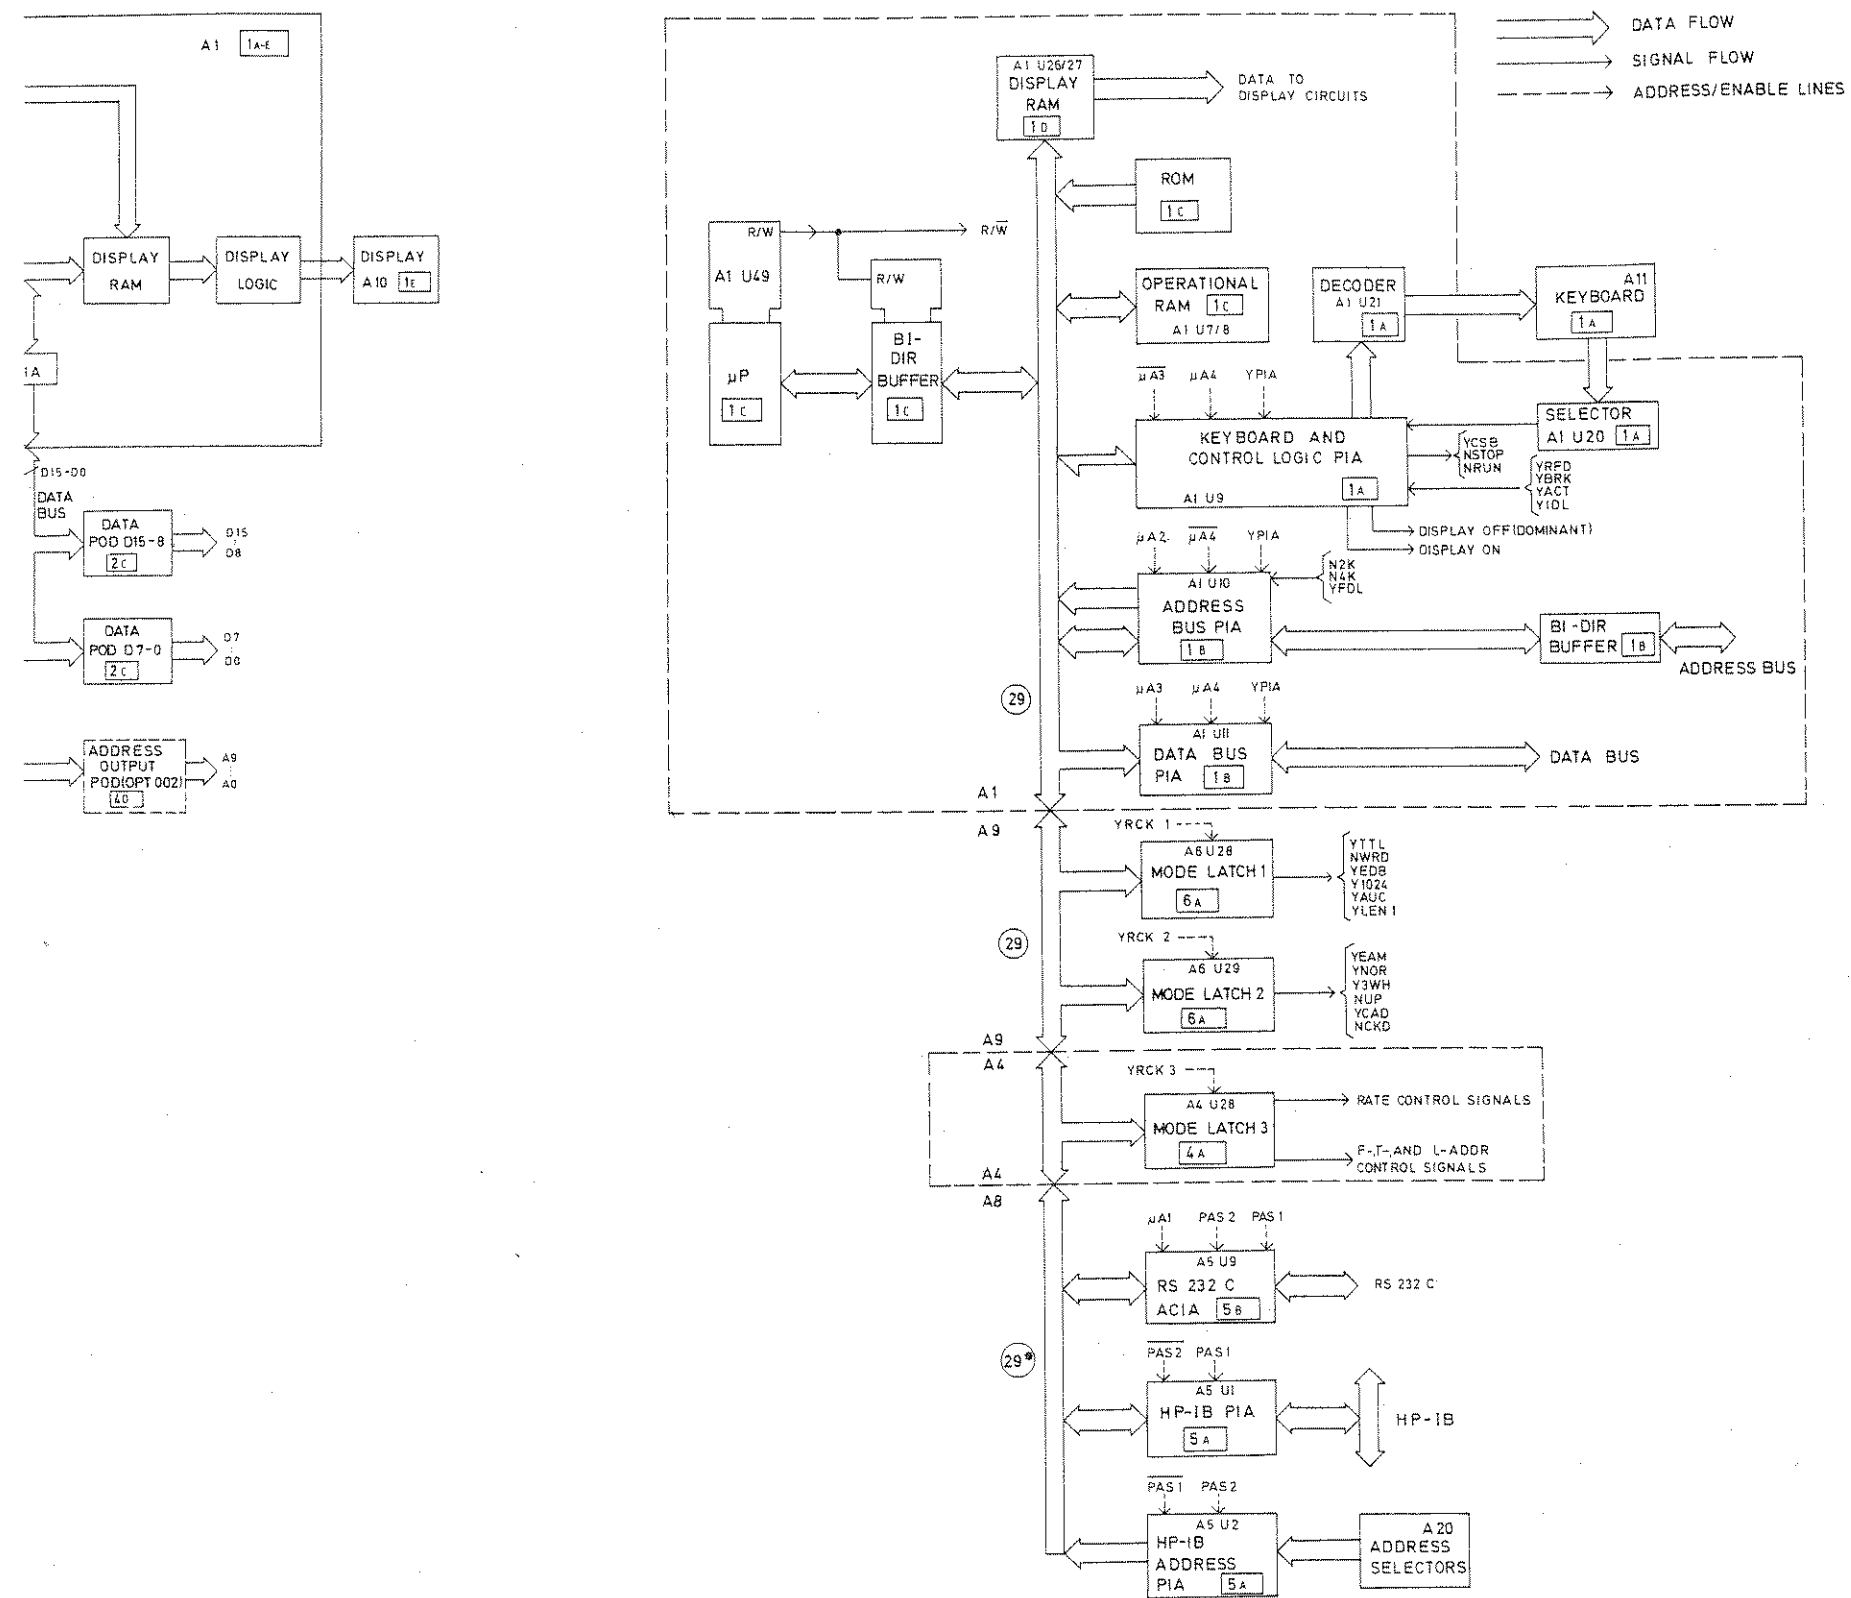 A1 1A-E
DISPLAY
RAM
DISPLAY
LOGIC
DISPLAY
A10 1E
D15-D0
DATA
BUS
DATA
POD D15-8
2C
D15
D8
DATA
POD D7-0
2C
D7
D0
ADDRESS
OUTPUT
POD(OPT 002)
4D
A9
A0
DATA FLOW
SIGNAL FLOW
ADDRESS/ENABLE LINES
A1 U26/27
DISPLAY
RAM
1D
DATA TO
DISPLAY CIRCUITS
ROM
1C
R/W
R/W̅
A1 U49
R/W
µP
1C
BI-
DIR
BUFFER
1C
OPERATIONAL
RAM 1C
A1 U7/8
DECODER
A1 U21
1A
A11
KEYBOARD
1A
µA3 µA4 YPIA
SELECTOR
A1 U20 1A
KEYBOARD AND
CONTROL LOGIC PIA
A1 U9 1A
YCSB
NSTOP
NRUN
YRFD
YBRK
YACT
YIDL
DISPLAY OFF(DOMINANT)
DISPLAY ON
µA2 µA4 YPIA
N2K
N4K
YFDL
A1 U10
ADDRESS
BUS PIA
1B
BI-DIR
BUFFER 1B
ADDRESS BUS
29
µA3 µA4 YPIA
A1 U11
DATA BUS
PIA 1B
DATA BUS
A1
A9
YRCK 1
A6 U28
MODE LATCH 1
6A
YTTL
NWRD
YEDB
Y1024
YAUC
YLEN 1
29
YRCK 2
A6 U29
MODE LATCH 2
6A
YEAM
YNOR
Y3WH
NUP
YCAD
NCKD
A9
A4
YRCK 3
A4 U28
MODE LATCH 3
4A
RATE CONTROL SIGNALS
F-,T-,AND L-ADDR
CONTROL SIGNALS
A4
A8
µA1 PAS2 PAS1
A5 U9
RS 232 C
ACIA 5B
RS 232 C
29*
PAS2 PAS1
A5 U1
HP-IB PIA
5A
HP-IB
PAS1 PAS2
A5 U2
HP-IB
ADDRESS
PIA 5A
A20
ADDRESS
SELECTORS